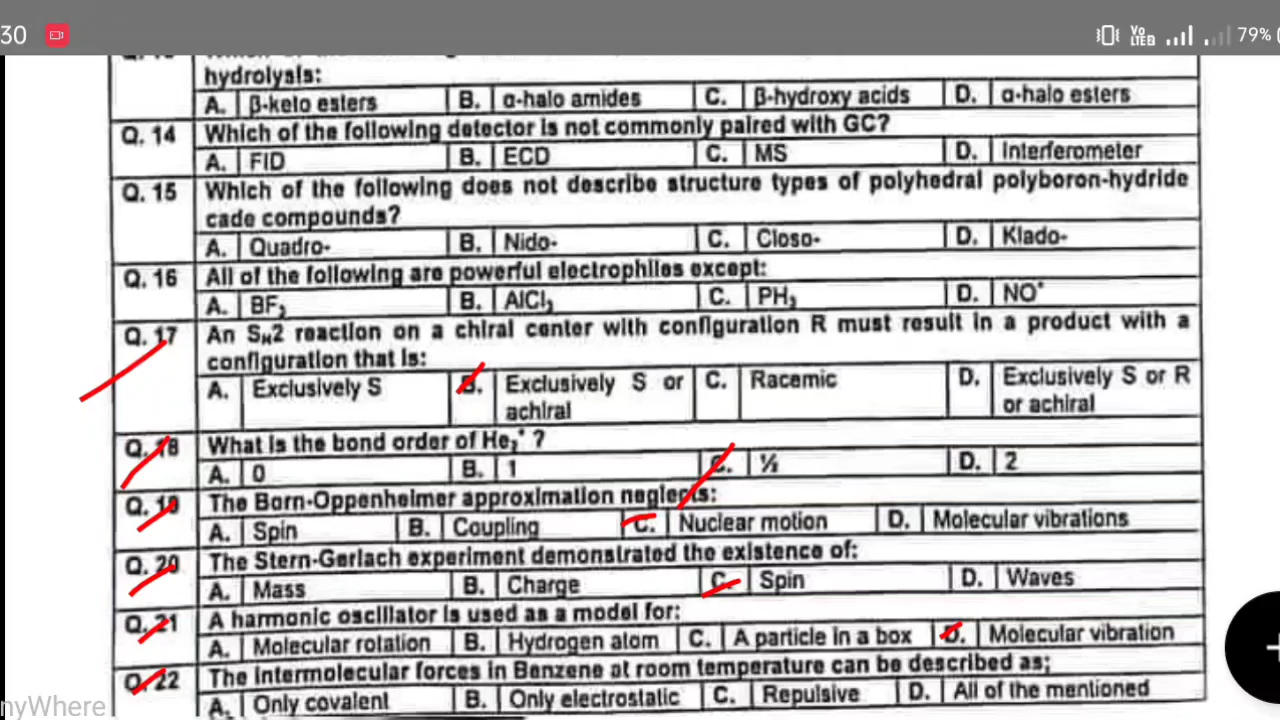 30 Vo LTE2 79%
hydrolysis:
A. β-keto esters B. α-halo amides C. β-hydroxy acids D. α-halo esters
Q. 14 Which of the following detector is not commonly paired with GC?
A. FID B. ECD C. MS D. Interferometer
Q. 15 Which of the following does not describe structure types of polyhedral polyboron-hydride
cade compounds?
A. Quadro- B. Nido- C. Closo- D. Klado-
Q. 16 All of the following are powerful electrophiles except:
A. BF₃ B. AlCl₃ C. PH₃ D. NO⁺
Q. 17 An SN2 reaction on a chiral center with configuration R must result in a product with a
configuration that is:
A. Exclusively S B. Exclusively S or C. Racemic D. Exclusively S or R
achiral or achiral
Q. 18 What is the bond order of He₂⁺ ?
A. 0 B. 1 C. ½ D. 2
Q. 19 The Born-Oppenheimer approximation neglects:
A. Spin B. Coupling C. Nuclear motion D. Molecular vibrations
Q. 20 The Stern-Gerlach experiment demonstrated the existence of:
A. Mass B. Charge C. Spin D. Waves
Q. 21 A harmonic oscillator is used as a model for:
A. Molecular rotation B. Hydrogen atom C. A particle in a box D. Molecular vibration
Q. 22 The intermolecular forces in Benzene at room temperature can be described as;
A. Only covalent B. Only electrostatic C. Repulsive D. All of the mentioned
nyWhere